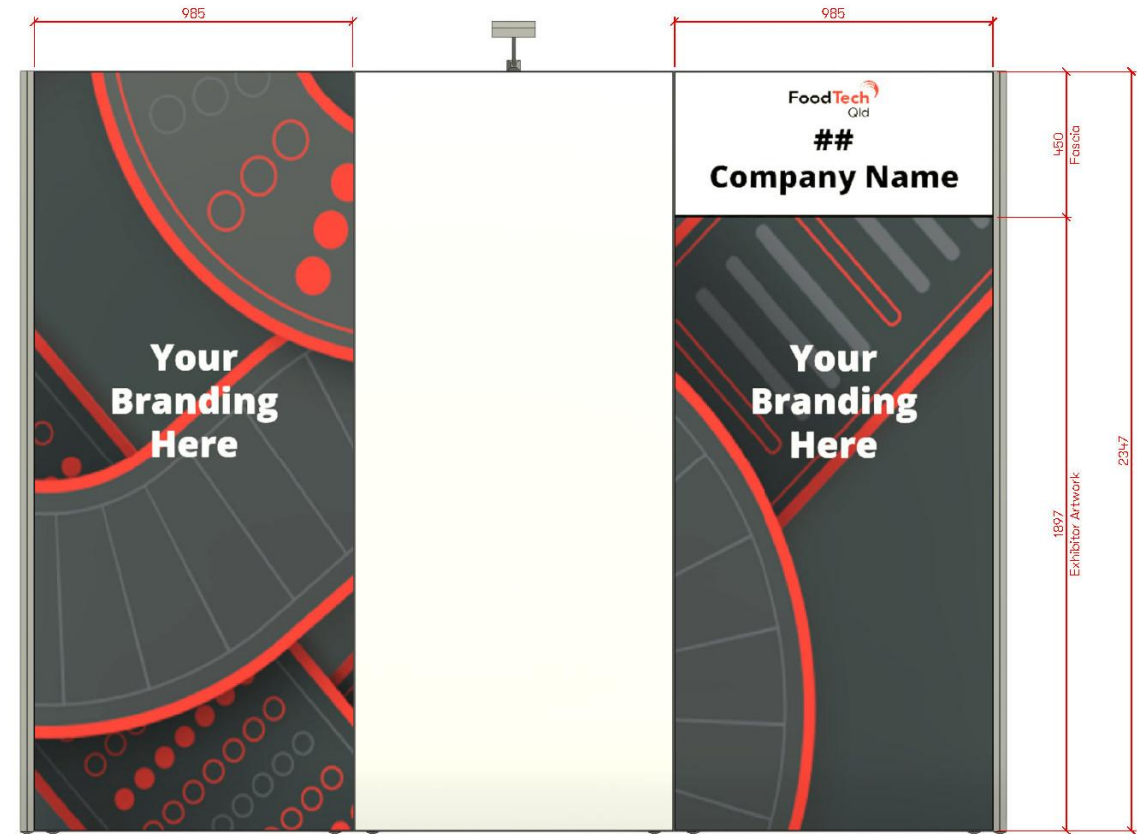 985
985
FoodTech
Qld
##
Company Name
450
Fascia
Your
Branding
Here
Your
Branding
Here
1897
Exhibitor Artwork
2347